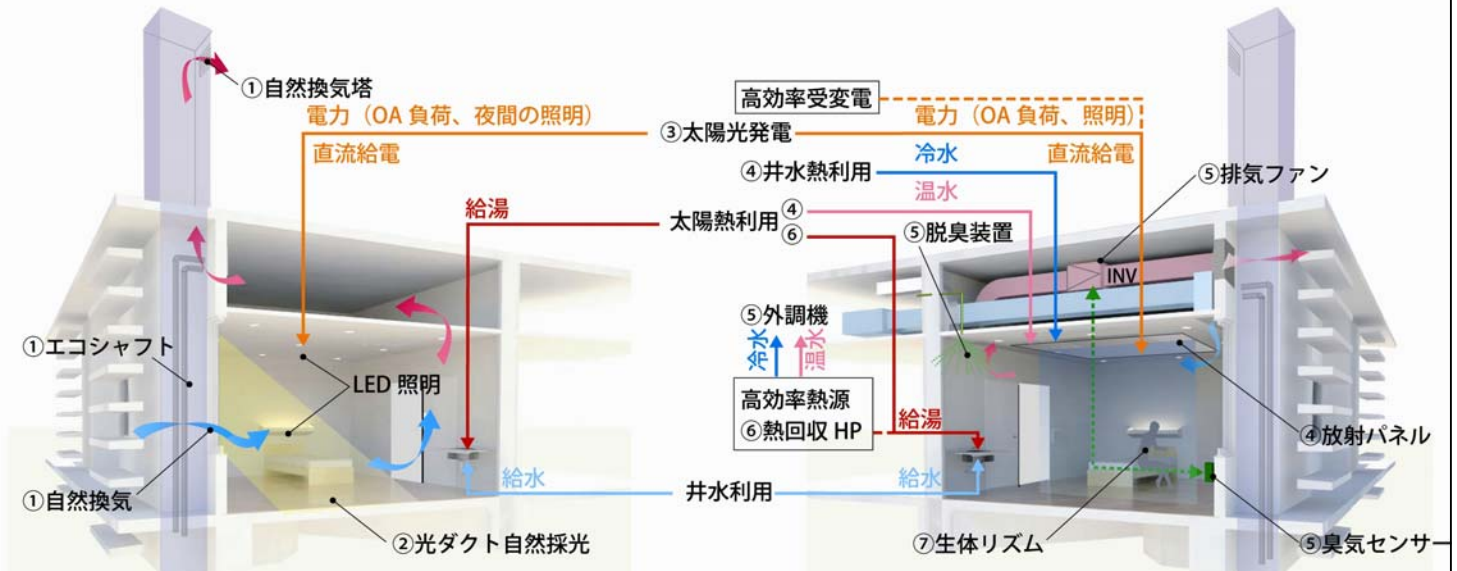 ①自然換気塔
電力（OA 負荷、夜間の照明）
直流給電
給湯
①エコシャフト
LED 照明
①自然換気
給水
②光ダクト自然採光
高効率受変電
③太陽光発電
電力（OA 負荷、照明）
直流給電
④井水熱利用
冷水
温水
太陽熱利用
④
⑥
⑤脱臭装置
⑤排気ファン
INV
⑤外調機
冷水
温水
高効率熱源
⑥熱回収 HP
給湯
井水利用
給水
④放射パネル
⑦生体リズム
⑤臭気センサー